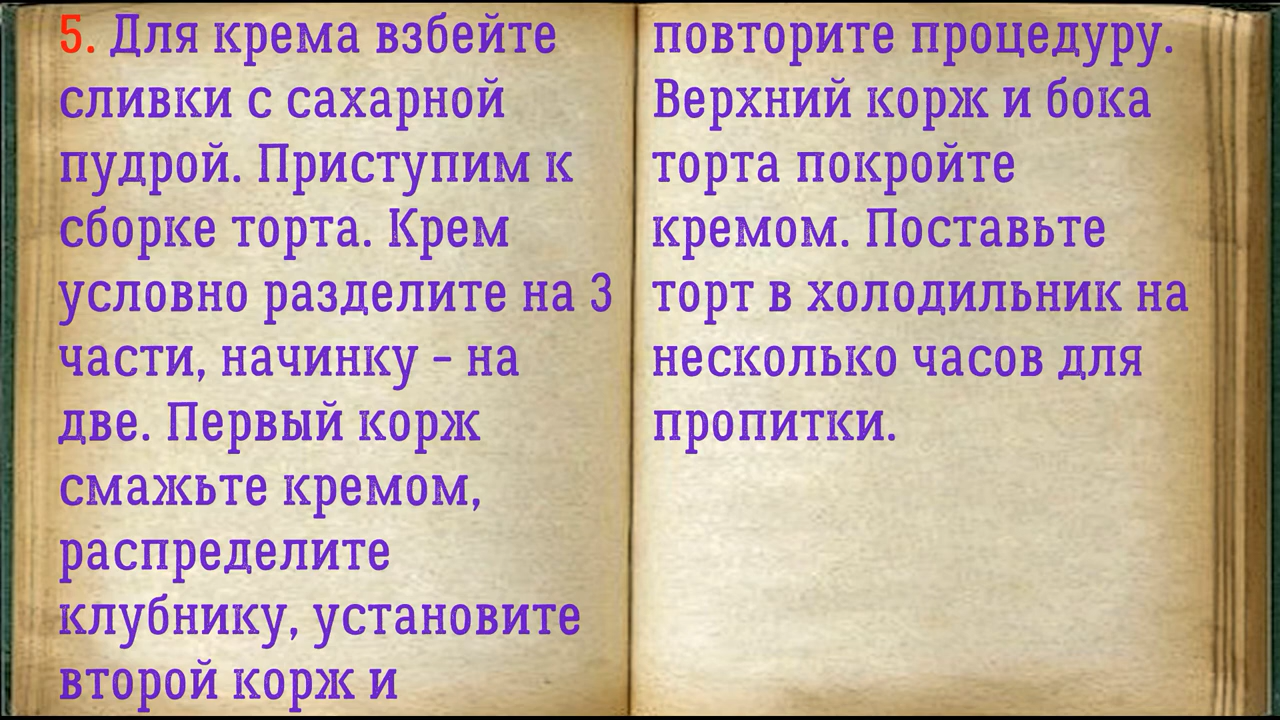 5. Для крема взбейте
сливки с сахарной
пудрой. Приступим к
сборке торта. Крем
условно разделите на 3
части, начинку – на
две. Первый корж
смажьте кремом,
распределите
клубнику, установите
второй корж и
повторите процедуру.
Верхний корж и бока
торта покройте
кремом. Поставьте
торт в холодильник на
несколько часов для
пропитки.